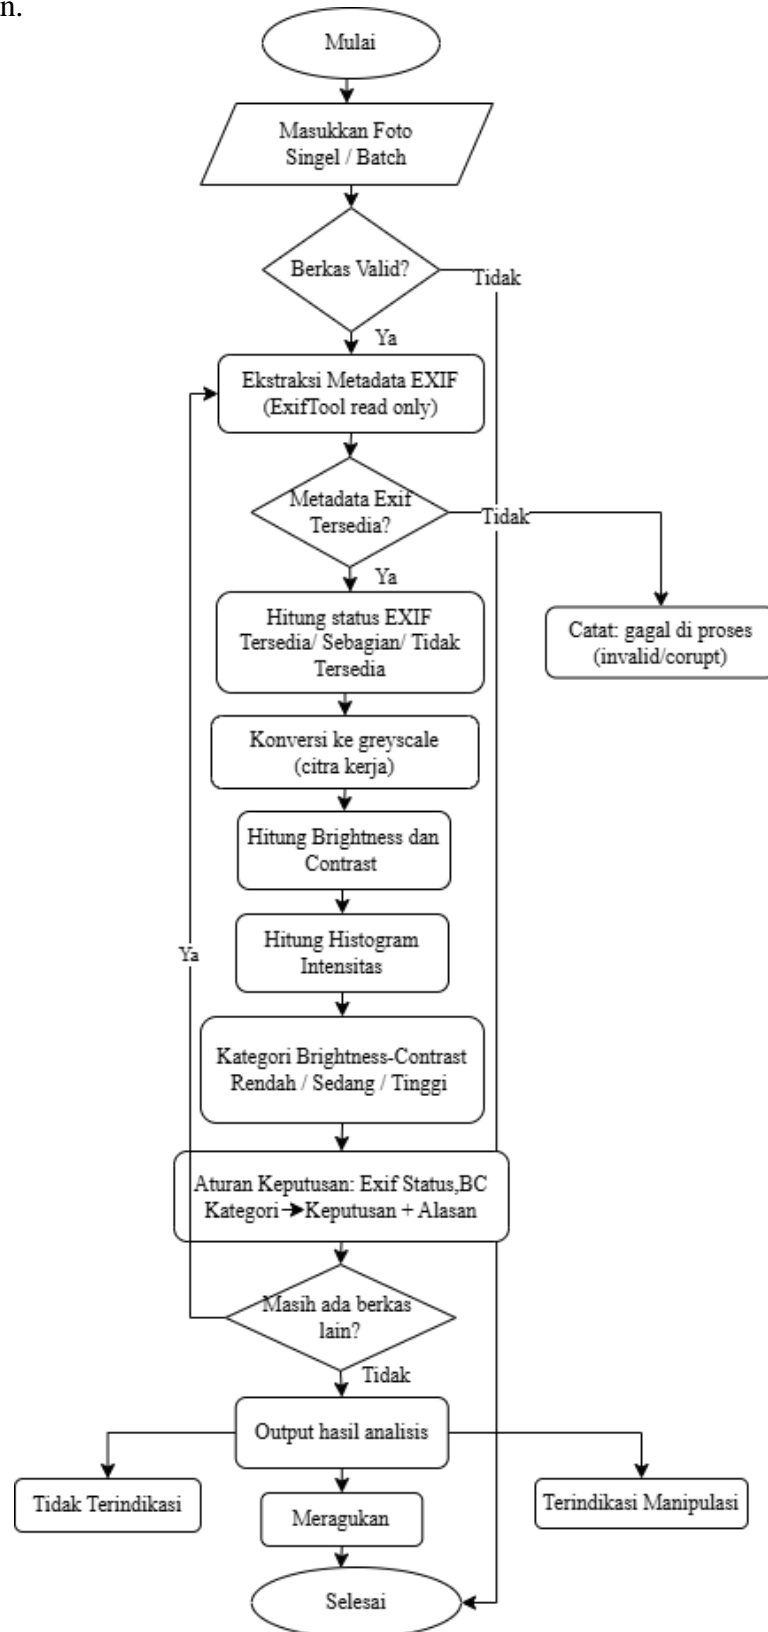 n.
Mulai
Masukkan Foto
Singel / Batch
Berkas Valid?
Tidak
Ya
Ekstraksi Metadata EXIF
(ExifTool read only)
Metadata Exif
Tersedia?
Tidak
Ya
Hitung status EXIF
Tersedia/ Sebagian/ Tidak
Tersedia
Catat: gagal di proses
(invalid/corupt)
Konversi ke greyscale
(citra kerja)
Hitung Brightness dan
Contrast
Hitung Histogram
Intensitas
Ya
Kategori Brightness-Contrast
Rendah / Sedang / Tinggi
Aturan Keputusan: Exif Status,BC
Kategori→Keputusan + Alasan
Masih ada berkas
lain?
Tidak
Output hasil analisis
Tidak Terindikasi
Meragukan
Terindikasi Manipulasi
Selesai